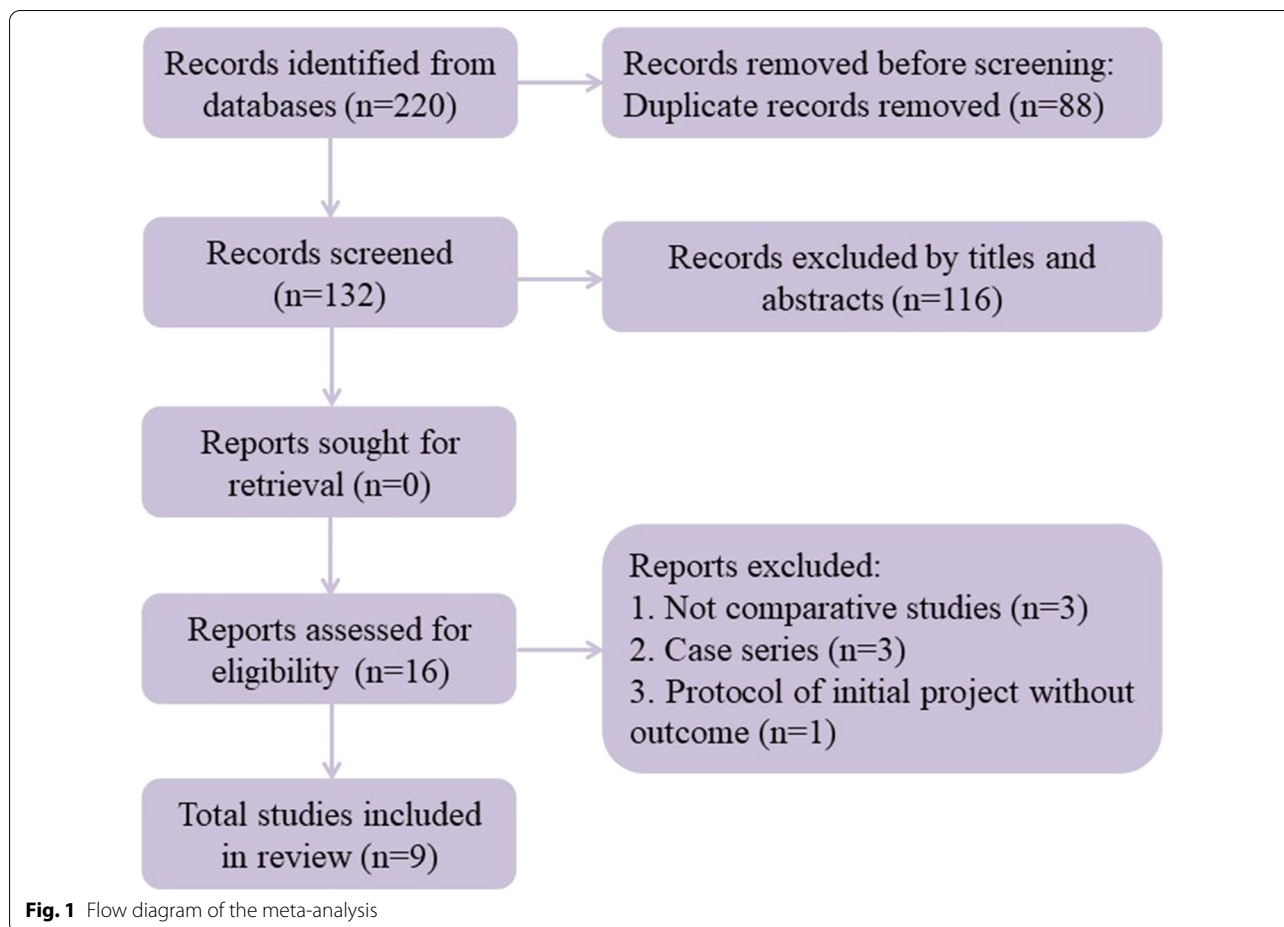 Records identified from
databases (n=220)
Records removed before screening:
Duplicate records removed (n=88)
Records screened
(n=132)
Records excluded by titles and
abstracts (n=116)
Reports sought for
retrieval (n=0)
Reports assessed for
eligibility (n=16)
Reports excluded:
1. Not comparative studies (n=3)
2. Case series (n=3)
3. Protocol of initial project without
outcome (n=1)
Total studies included
in review (n=9)
Fig. 1 Flow diagram of the meta-analysis